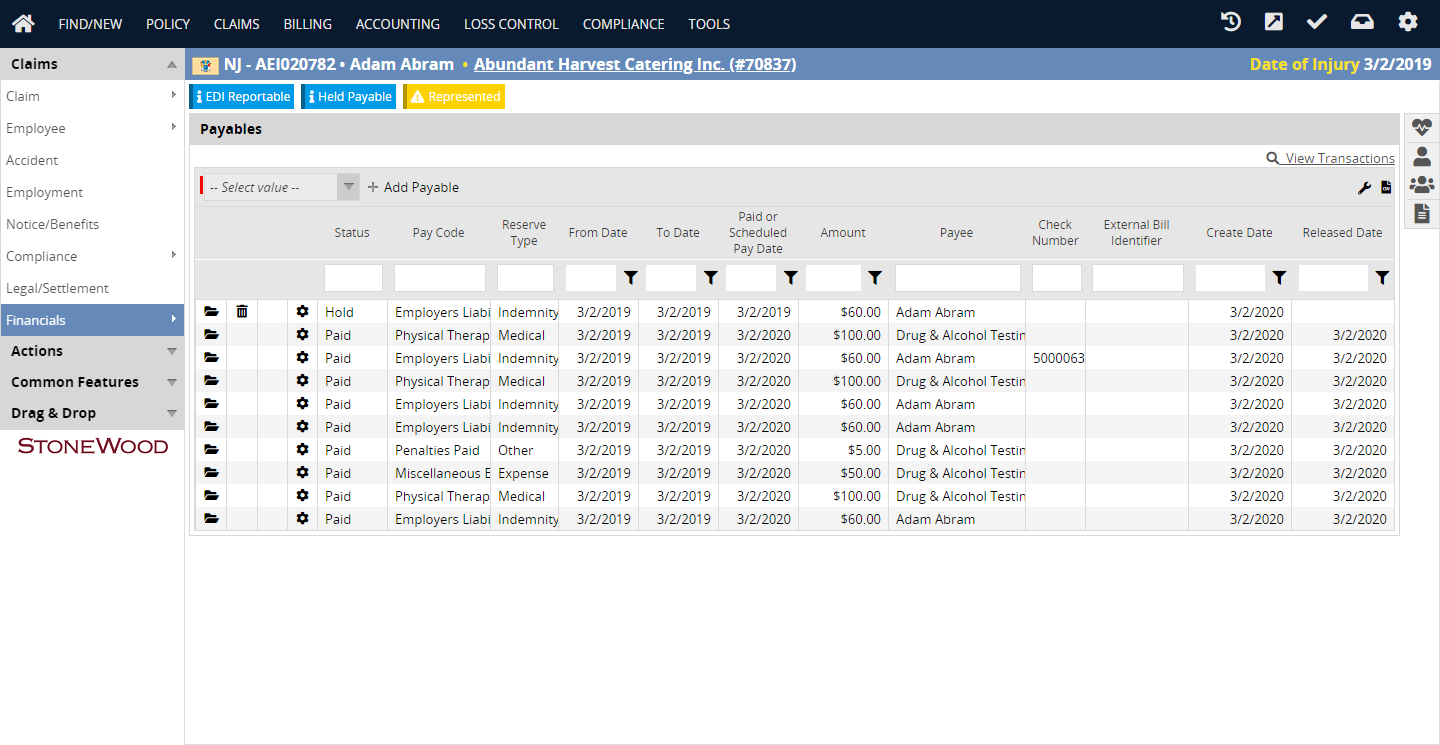 FIND/NEW POLICY CLAIMS BILLING ACCOUNTING LOSS CONTROL COMPLIANCE TOOLS
Claims
NJ - AEI020782 • Adam Abram • Abundant Harvest Catering Inc. (#70837) Date of Injury 3/2/2019
Claim
Employee
Accident
Employment
Notice/Benefits
Compliance
Legal/Settlement
Financials
Actions
Common Features
Drag & Drop
STONEWOOD
EDI Reportable Held Payable Represented
Payables
View Transactions
-- Select value -- Add Payable
Status Pay Code Reserve Type From Date To Date Paid or Scheduled Pay Date Amount Payee Check Number External Bill Identifier Create Date Released Date
Hold Employers Liabi Indemnity 3/2/2019 3/2/2019 3/2/2019 $60.00 Adam Abram 3/2/2020
Paid Physical Therap Medical 3/2/2019 3/2/2019 3/2/2020 $100.00 Drug & Alcohol Testin 3/2/2020 3/2/2020
Paid Employers Liabi Indemnity 3/2/2019 3/2/2019 3/2/2020 $60.00 Adam Abram 5000063 3/2/2020 3/2/2020
Paid Physical Therap Medical 3/2/2019 3/2/2019 3/2/2020 $100.00 Drug & Alcohol Testin 3/2/2020 3/2/2020
Paid Employers Liabi Indemnity 3/2/2019 3/2/2019 3/2/2020 $60.00 Adam Abram 3/2/2020 3/2/2020
Paid Employers Liabi Indemnity 3/2/2019 3/2/2019 3/2/2020 $60.00 Adam Abram 3/2/2020 3/2/2020
Paid Penalties Paid Other 3/2/2019 3/2/2019 3/2/2020 $5.00 Drug & Alcohol Testin 3/2/2020 3/2/2020
Paid Miscellaneous E Expense 3/2/2019 3/2/2019 3/2/2020 $50.00 Drug & Alcohol Testin 3/2/2020 3/2/2020
Paid Physical Therap Medical 3/2/2019 3/2/2019 3/2/2020 $100.00 Drug & Alcohol Testin 3/2/2020 3/2/2020
Paid Employers Liabi Indemnity 3/2/2019 3/2/2019 3/2/2020 $60.00 Adam Abram 3/2/2020 3/2/2020